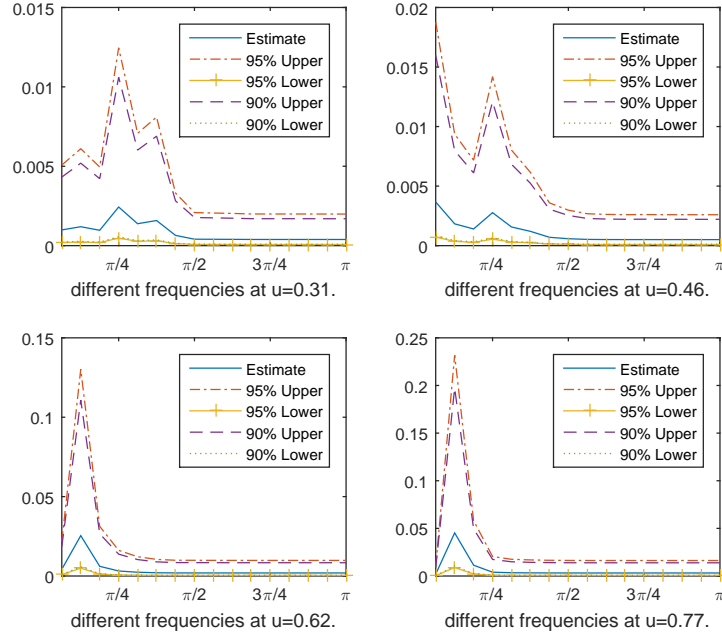 0.015
0.01
0.005
0
π/4
π/2
3π/4
π
different frequencies at u=0.31.
Estimate
95% Upper
95% Lower
90% Upper
90% Lower
0.02
0.015
0.01
0.005
0
π/4
π/2
3π/4
π
different frequencies at u=0.46.
Estimate
95% Upper
95% Lower
90% Upper
90% Lower
0.15
0.1
0.05
0
π/4
π/2
3π/4
π
different frequencies at u=0.62.
Estimate
95% Upper
95% Lower
90% Upper
90% Lower
0.25
0.20
0.15
0.10
0.05
0
π/4
π/2
3π/4
π
different frequencies at u=0.77.
Estimate
95% Upper
95% Lower
90% Upper
90% Lower